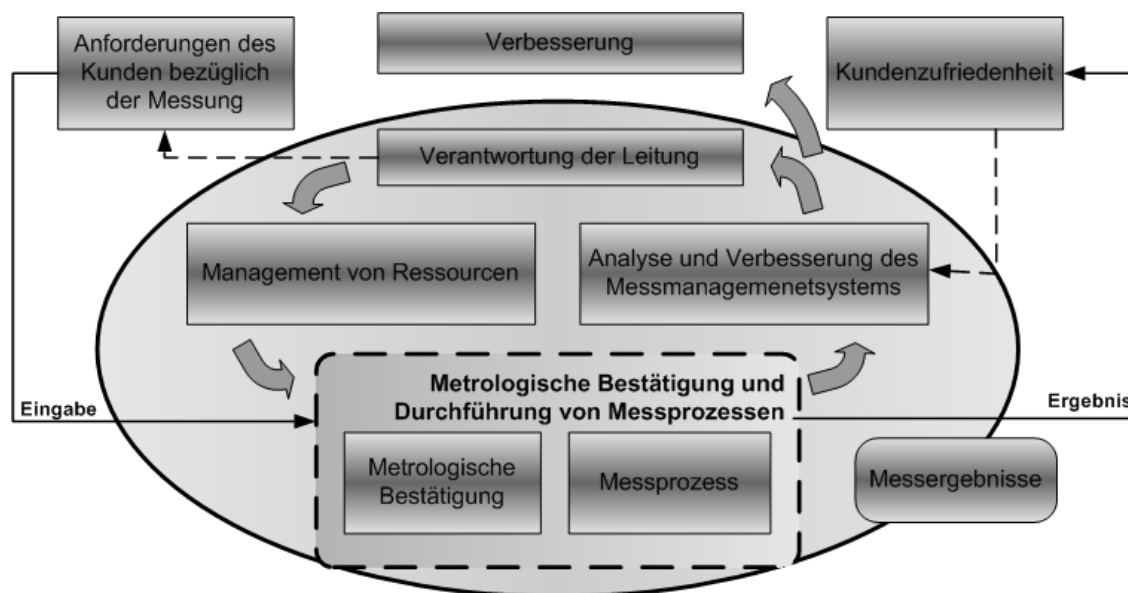 Anforderungen des
Kunden bezüglich
der Messung
Verbesserung
Kundenzufriedenheit
Verantwortung der Leitung
Management von Ressourcen
Analyse und Verbesserung des
Messmanagemenetsystems
Metrologische Bestätigung und
Durchführung von Messprozessen
Eingabe
Ergebnis
Metrologische
Bestätigung
Messprozess
Messergebnisse